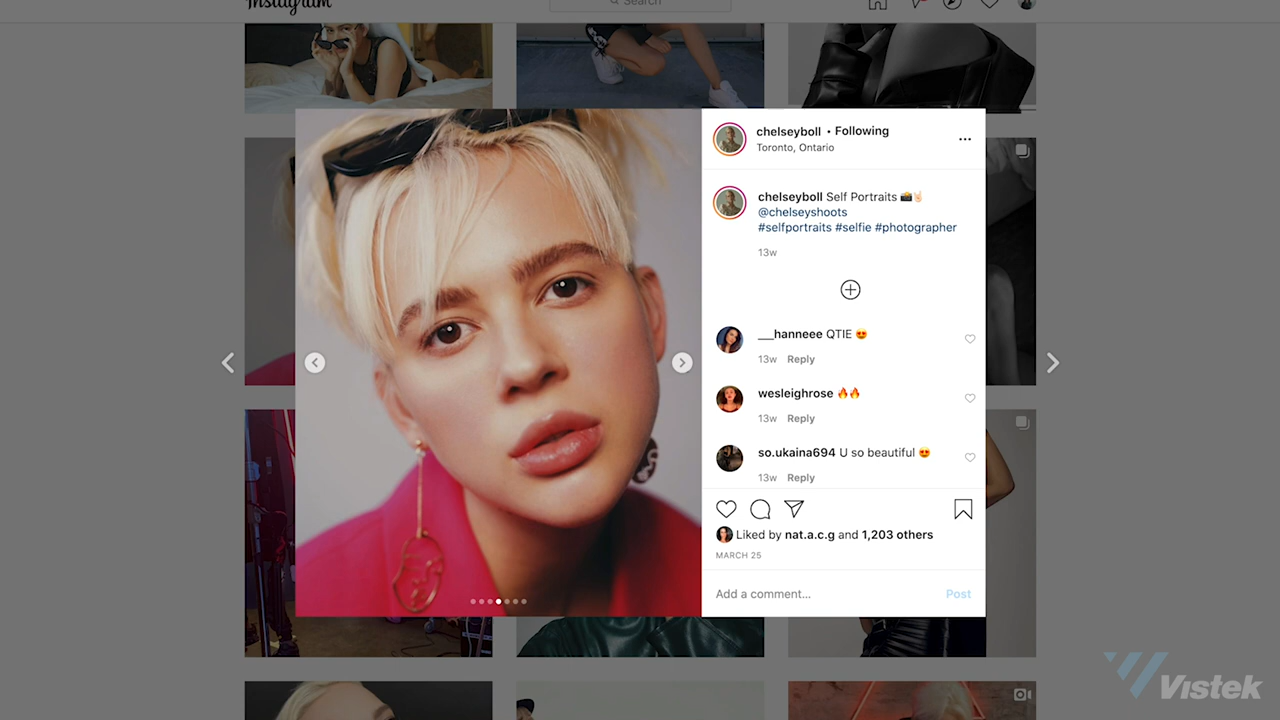 Instagram
Search
chelseyboll • Following
Toronto, Ontario
chelseyboll Self Portraits 📸🤘🏻
@chelseyshoots
#selfportraits #selfie #photographer
13w
___hanneee QTIE 😍
13w Reply
wesleighrose 🔥🔥
13w Reply
so.ukaina694 U so beautiful 😍
13w Reply
Liked by nat.a.c.g and 1,203 others
MARCH 25
Add a comment...
Post
Vistek